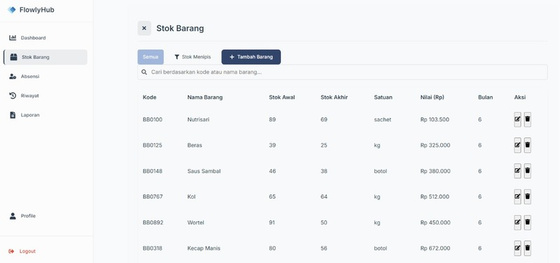 FlowlyHub
Dashboard
Stok Barang
Absensi
Riwayat
Laporan
Profile
Logout
Stok Barang
Semua
Stok Menipis
+ Tambah Barang
Cari berdasarkan kode atau nama barang...
Kode Nama Barang Stok Awal Stok Akhir Satuan Nilai (Rp) Bulan Aksi
BB0100 Nutrisari 89 69 sachet Rp 103.500 6
BB0125 Beras 39 25 kg Rp 325.000 6
BB0148 Saus Sambal 46 38 botol Rp 380.000 6
BB0767 Kol 65 64 kg Rp 512.000 6
BB0892 Wortel 91 50 kg Rp 450.000 6
BB0318 Kecap Manis 80 56 botol Rp 672.000 6